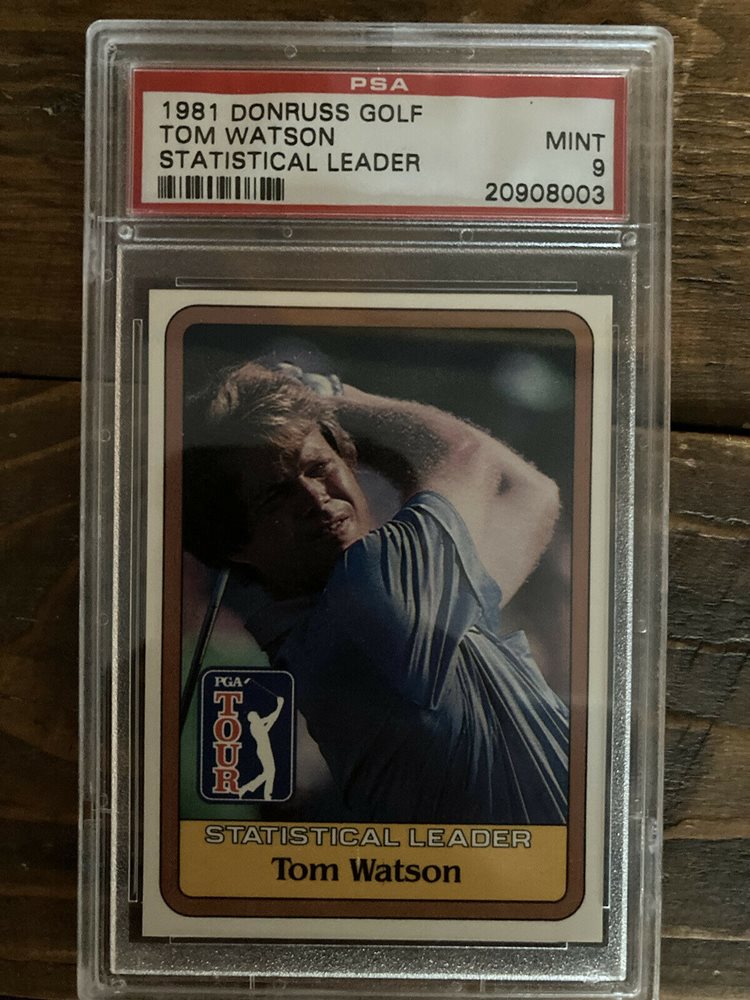 PSA
1981 DONRUSS GOLF
TOM WATSON MINT
STATISTICAL LEADER 9
20908003
PGA
TOUR
STATISTICAL LEADER
Tom Watson